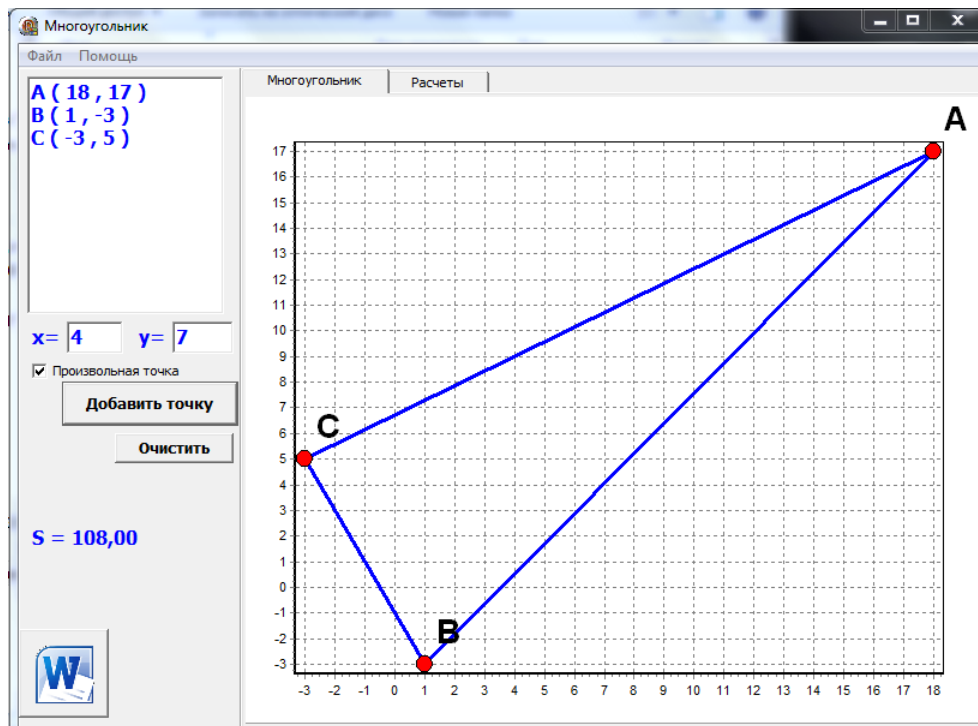 Многоугольник
Файл Помощь
A ( 18 , 17 )
B ( 1 , -3 )
C ( -3 , 5 )
x= 4 y= 7
Произвольная точка
Добавить точку
Очистить
S = 108,00
W
Многоугольник Расчеты
A
17
16
15
14
13
12
11
10
9
8
7
6
5
4
3
2
1
0
-1
-2
-3
C
B
-3 -2 -1 0 1 2 3 4 5 6 7 8 9 10 11 12 13 14 15 16 17 18